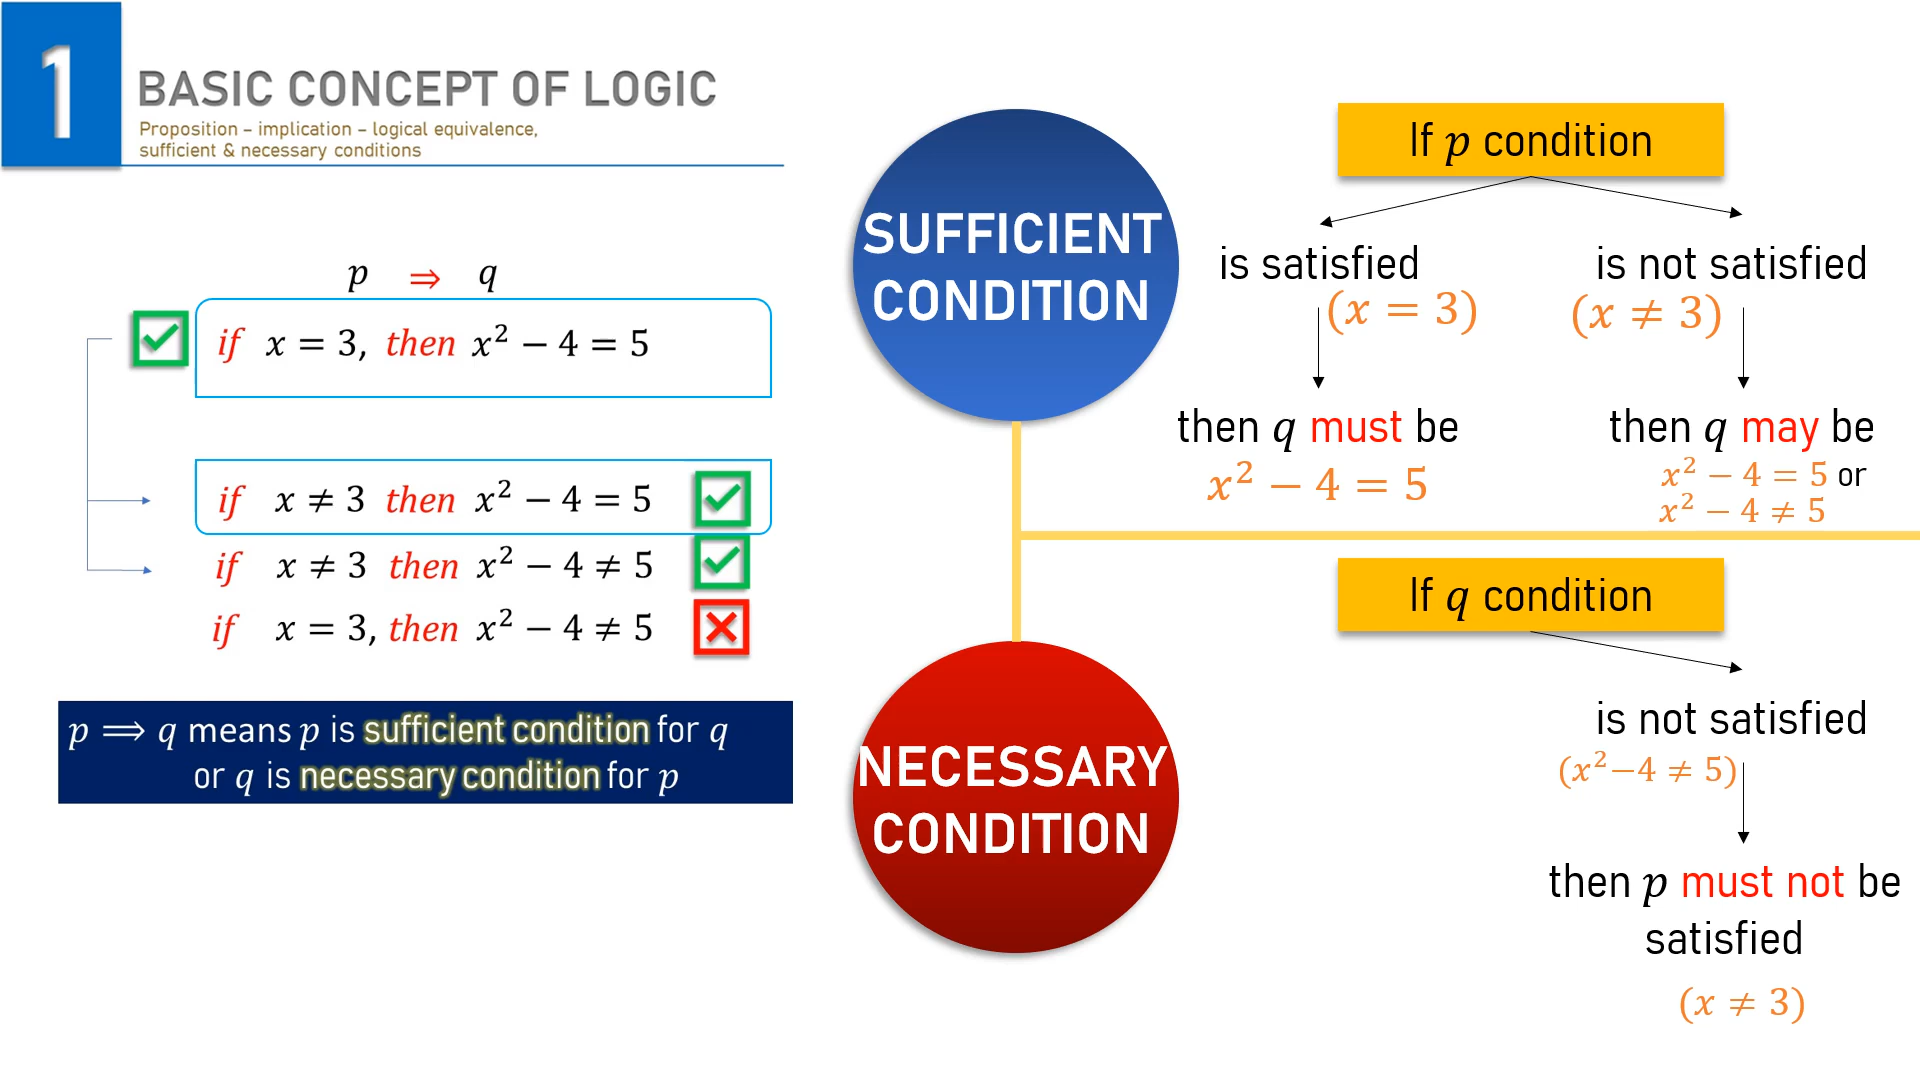 1
BASIC CONCEPT OF LOGIC
Proposition – implication – logical equivalence,
sufficient & necessary conditions
p ⇒ q
if x = 3, then x² − 4 = 5
if x ≠ 3 then x² − 4 = 5
if x ≠ 3 then x² − 4 ≠ 5
if x = 3, then x² − 4 ≠ 5
p ⟹ q means p is sufficient condition for q
or q is necessary condition for p
SUFFICIENT
CONDITION
If p condition
is satisfied
(x = 3)
then q must be
x² − 4 = 5
is not satisfied
(x ≠ 3)
then q may be
x² − 4 = 5 or
x² − 4 ≠ 5
NECESSARY
CONDITION
If q condition
is not satisfied
(x²−4 ≠ 5)
then p must not be
satisfied
(x ≠ 3)